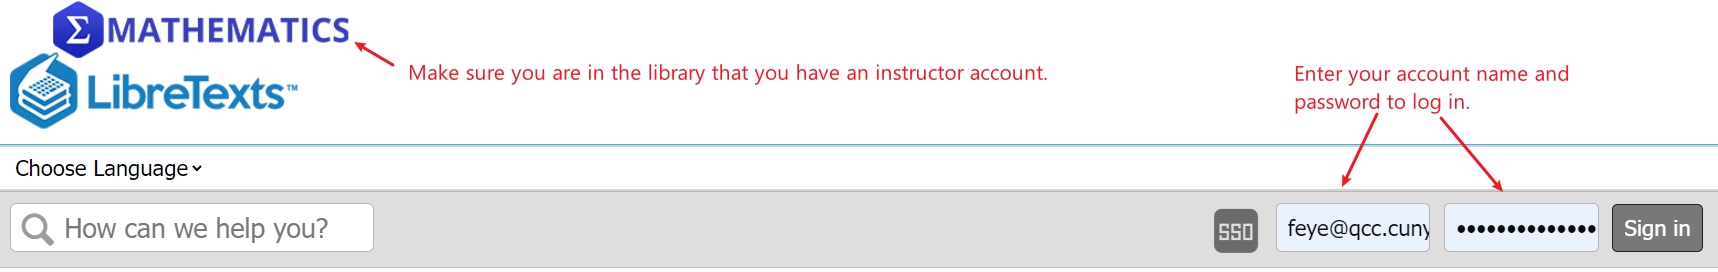 Σ MATHEMATICS
LibreTexts™
Make sure you are in the library that you have an instructor account.
Enter your account name and
password to log in.
Choose Language
How can we help you?
SSO
feye@qcc.cuny
••••••••••••••
Sign in